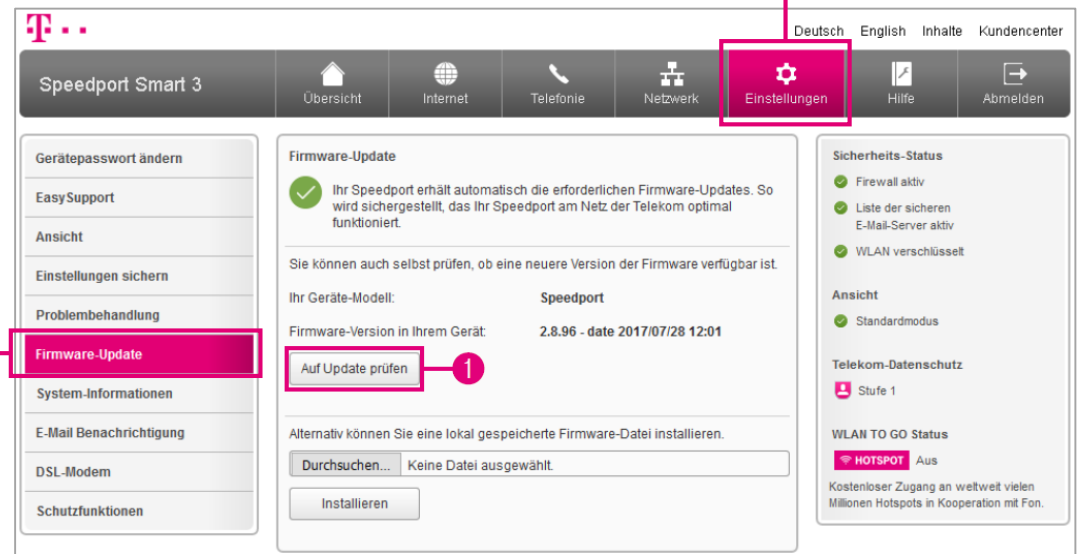 T
Deutsch English Inhalte Kundencenter
Speedport Smart 3
Übersicht Internet Telefonie Netzwerk Einstellungen Hilfe Abmelden
Gerätepasswort ändern
EasySupport
Ansicht
Einstellungen sichern
Problembehandlung
Firmware-Update
System-Informationen
E-Mail Benachrichtigung
DSL-Modem
Schutzfunktionen
Firmware-Update
Ihr Speedport erhält automatisch die erforderlichen Firmware-Updates. So
wird sichergestellt, das Ihr Speedport am Netz der Telekom optimal
funktioniert.
Sie können auch selbst prüfen, ob eine neuere Version der Firmware verfügbar ist.
Ihr Geräte-Modell: Speedport
Firmware-Version in Ihrem Gerät: 2.8.96 - date 2017/07/28 12:01
Auf Update prüfen 1
Alternativ können Sie eine lokal gespeicherte Firmware-Datei installieren.
Durchsuchen... Keine Datei ausgewählt.
Installieren
Sicherheits-Status
Firewall aktiv
Liste der sicheren
E-Mail-Server aktiv
WLAN verschlüsselt
Ansicht
Standardmodus
Telekom-Datenschutz
Stufe 1
WLAN TO GO Status
HOTSPOT Aus
Kostenloser Zugang an weltweit vielen
Millionen Hotspots in Kooperation mit Fon.